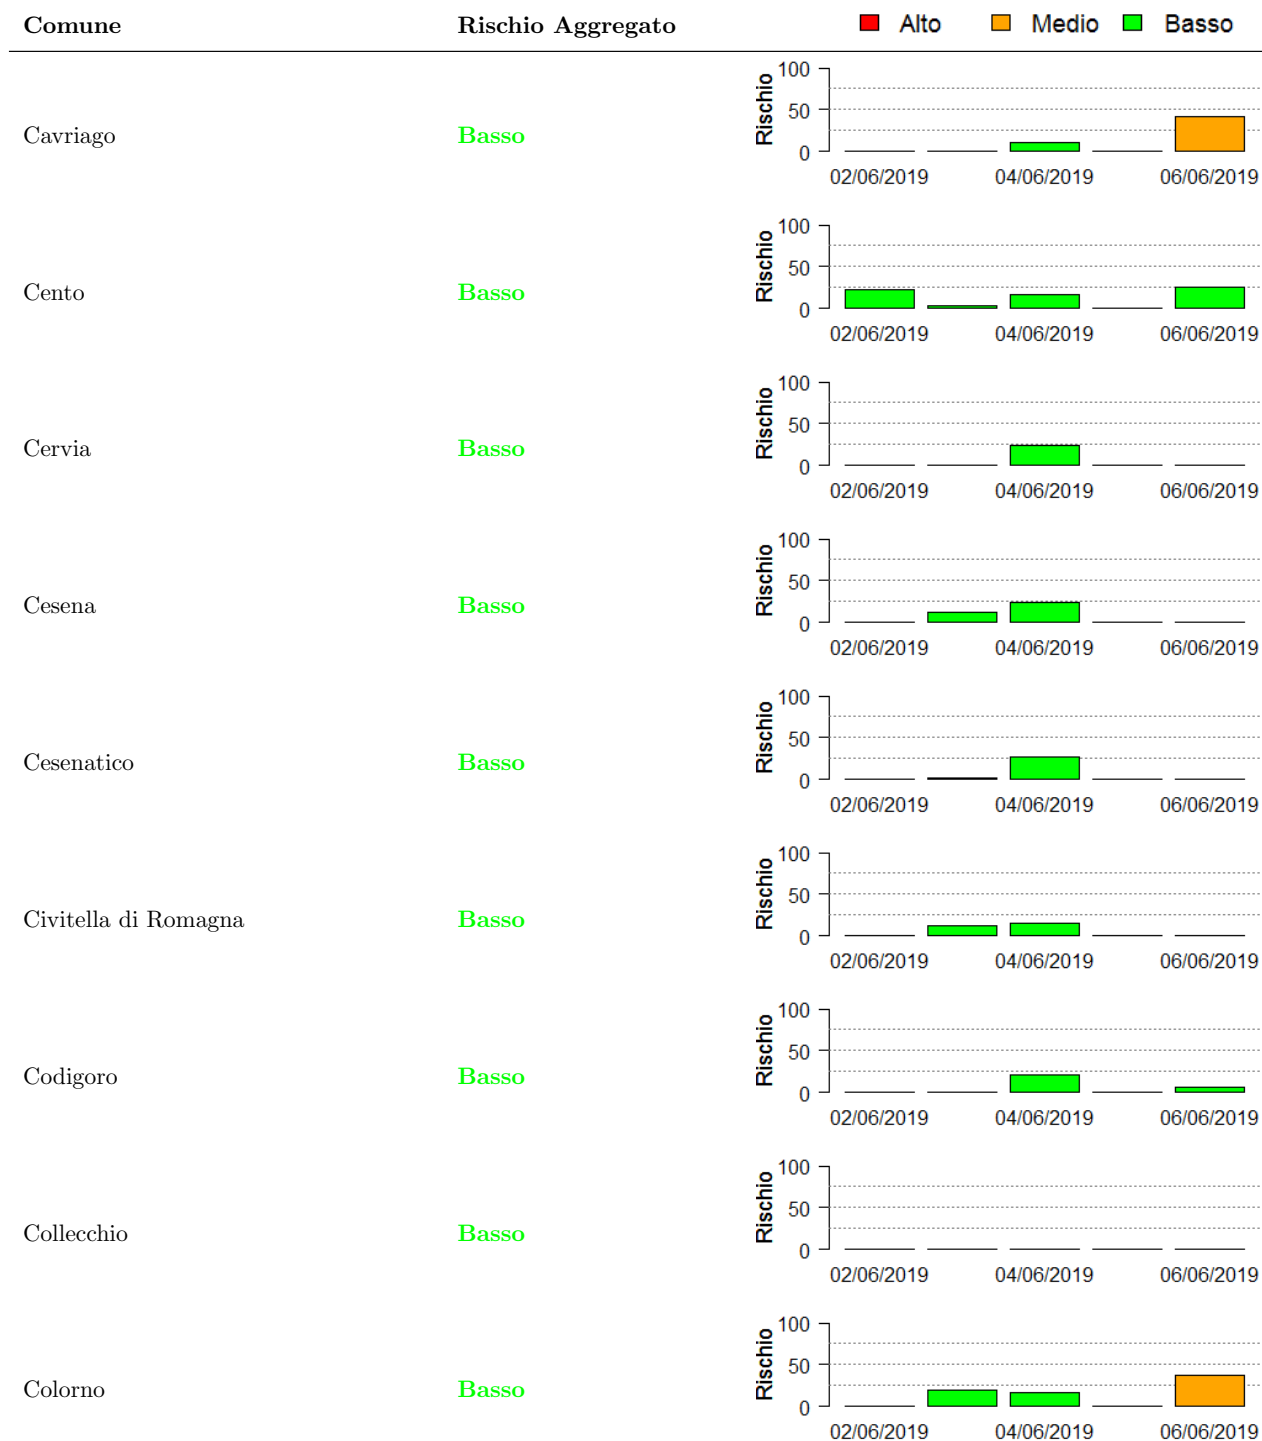 Comune Rischio Aggregato Alto Medio Basso
100
50
0
Rischio
Cavriago Basso
02/06/2019 04/06/2019 06/06/2019
100
50
0
Rischio
Cento Basso
02/06/2019 04/06/2019 06/06/2019
100
50
0
Rischio
Cervia Basso
02/06/2019 04/06/2019 06/06/2019
100
50
0
Rischio
Cesena Basso
02/06/2019 04/06/2019 06/06/2019
100
50
0
Rischio
Cesenatico Basso
02/06/2019 04/06/2019 06/06/2019
100
50
0
Rischio
Civitella di Romagna Basso
02/06/2019 04/06/2019 06/06/2019
100
50
0
Rischio
Codigoro Basso
02/06/2019 04/06/2019 06/06/2019
100
50
0
Rischio
Collecchio Basso
02/06/2019 04/06/2019 06/06/2019
100
50
0
Rischio
Colorno Basso
02/06/2019 04/06/2019 06/06/2019